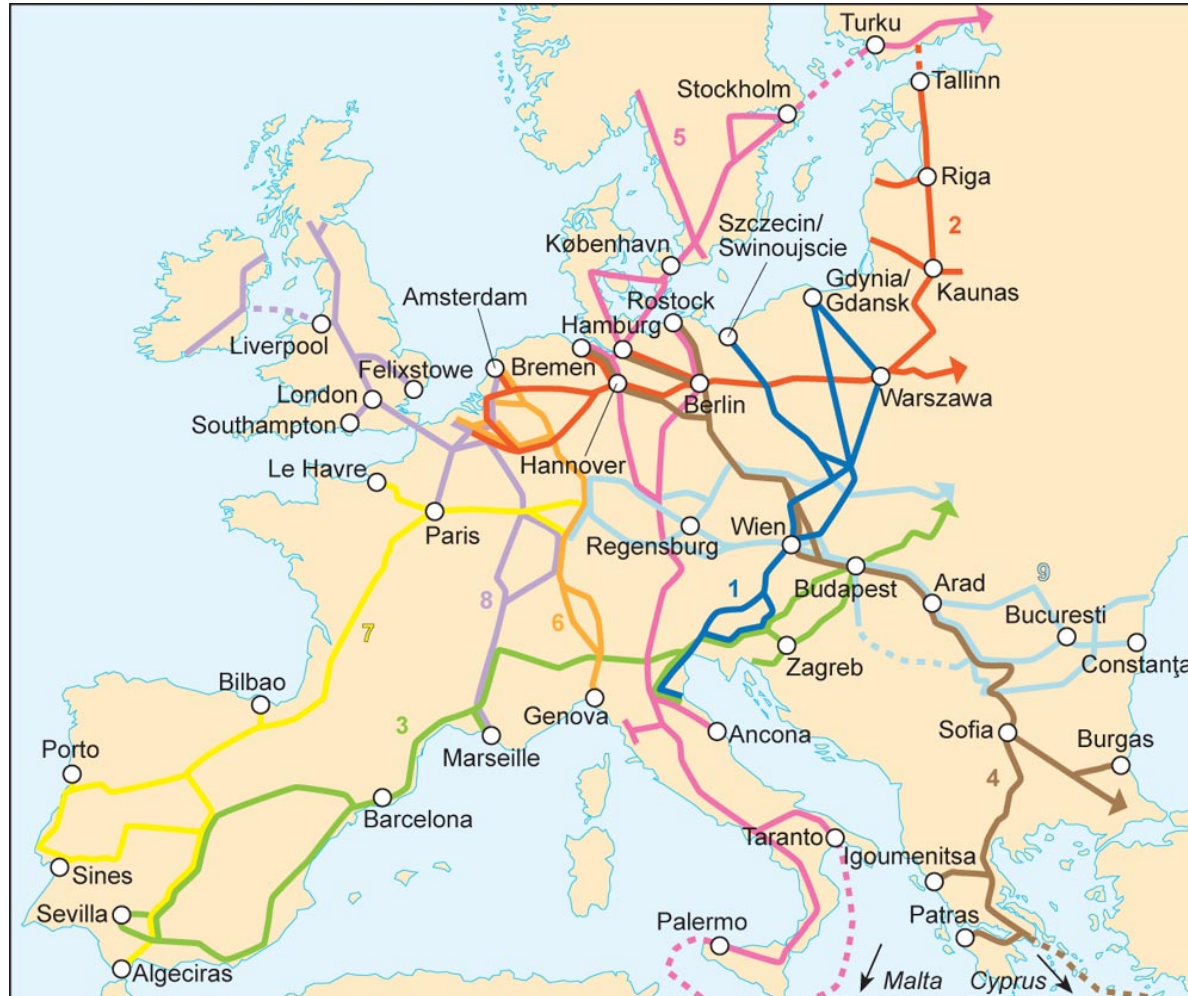 Turku
Tallinn
Stockholm
5
Riga
Szczecin/
Swinoujscie
2
København
Gdynia/
Gdansk
Kaunas
Amsterdam
Rostock
Hamburg
Liverpool
Bremen
Felixstowe
London
Berlin
Warszawa
Southampton
Hannover
Le Havre
Paris
Regensburg
Wien
Budapest
Arad
9
1
8
6
Bucuresti
7
Zagreb
Constanţa
Bilbao
Genova
3
Sofia
Ancona
Burgas
Porto
Marseille
4
Barcelona
Taranto
Igoumenitsa
Sines
Sevilla
Patras
Palermo
Algeciras
Malta
Cyprus